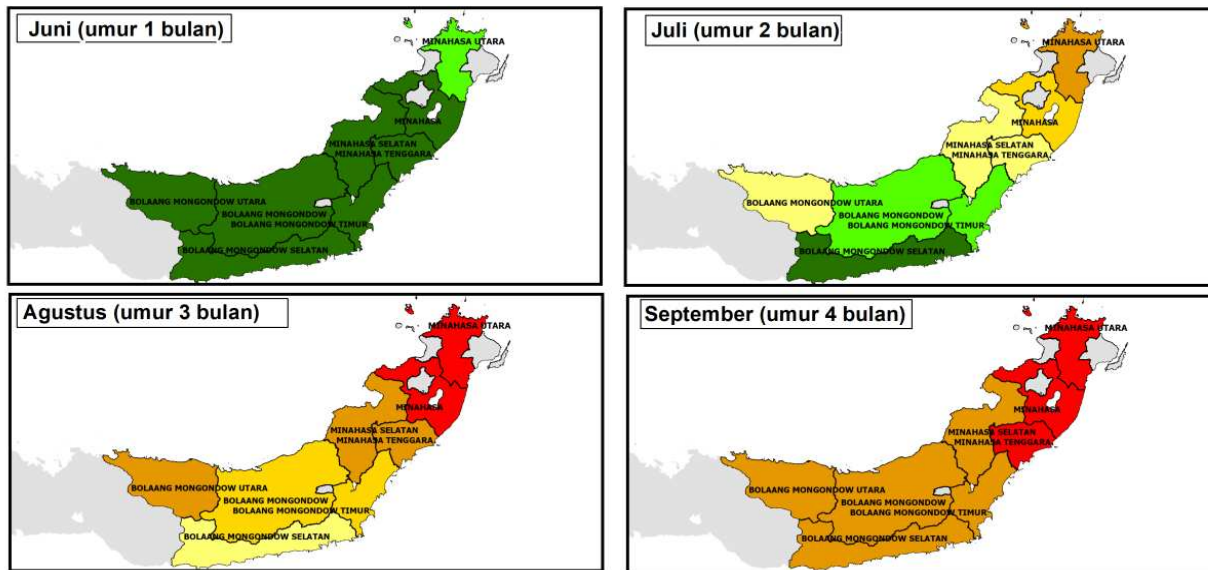 Juni (umur 1 bulan)
MINAHASA UTARA
MINAHASA
MINAHASA SELATAN
MINAHASA TENGGARA
BOLAANG MONGONDOW UTARA
BOLAANG MONGONDOW
BOLAANG MONGONDOW TIMUR
BOLAANG MONGONDOW SELATAN
Juli (umur 2 bulan)
MINAHASA UTARA
MINAHASA
MINAHASA SELATAN
MINAHASA TENGGARA
BOLAANG MONGONDOW UTARA
BOLAANG MONGONDOW
BOLAANG MONGONDOW TIMUR
BOLAANG MONGONDOW SELATAN
Agustus (umur 3 bulan)
MINAHASA UTARA
MINAHASA
MINAHASA SELATAN
MINAHASA TENGGARA
BOLAANG MONGONDOW UTARA
BOLAANG MONGONDOW
BOLAANG MONGONDOW TIMUR
BOLAANG MONGONDOW SELATAN
September (umur 4 bulan)
MINAHASA UTARA
MINAHASA
MINAHASA SELATAN
MINAHASA TENGGARA
BOLAANG MONGONDOW UTARA
BOLAANG MONGONDOW
BOLAANG MONGONDOW TIMUR
BOLAANG MONGONDOW SELATAN